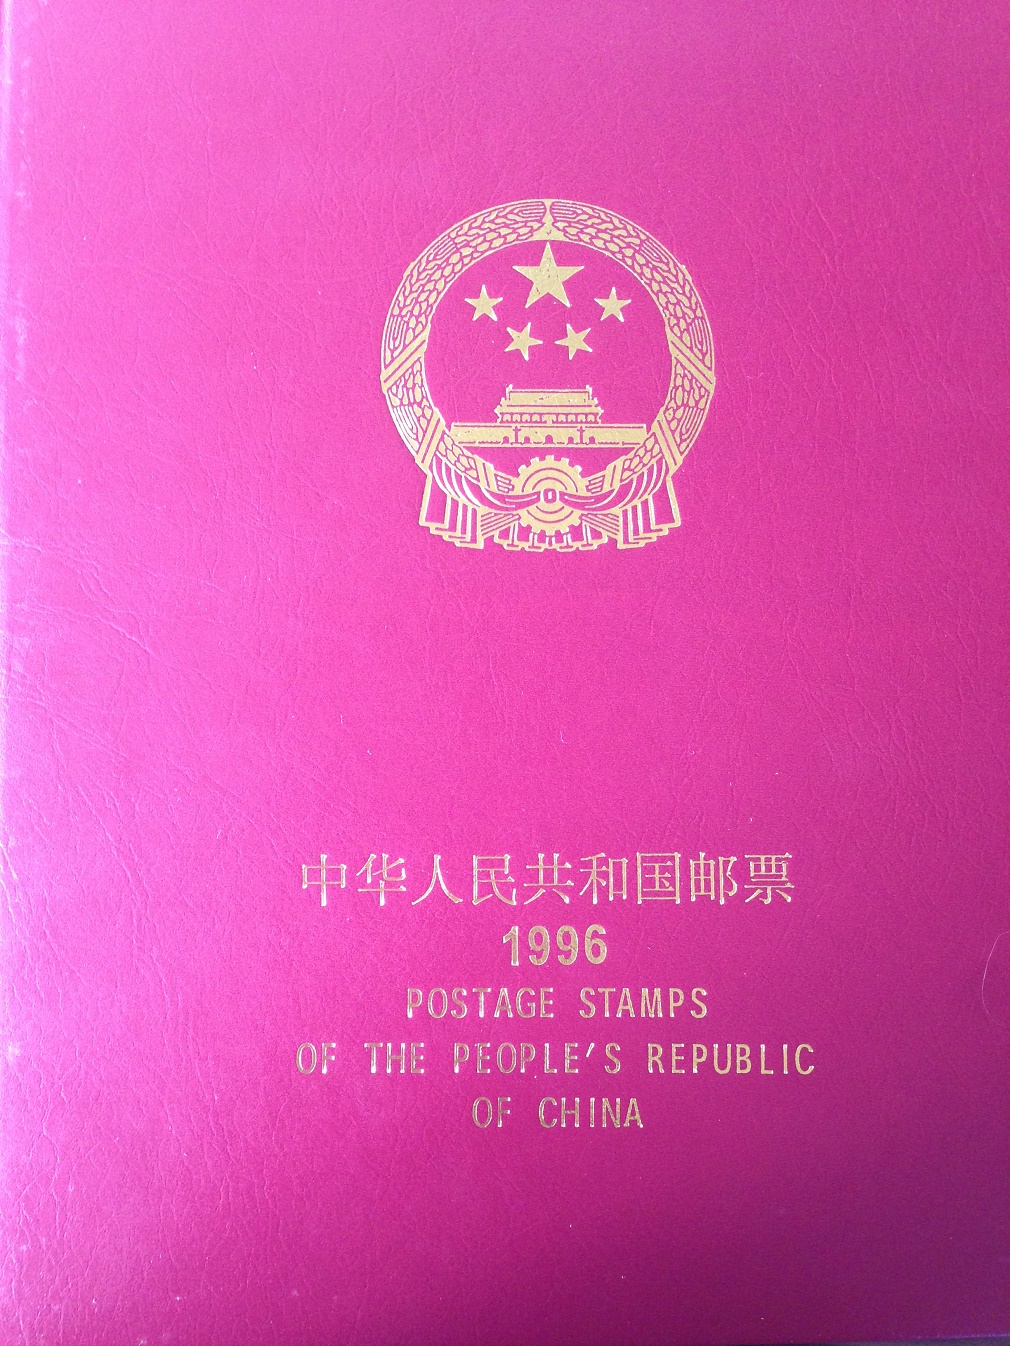 中华人民共和国邮票
1996
POSTAGE STAMPS
OF THE PEOPLE'S REPUBLIC
OF CHINA